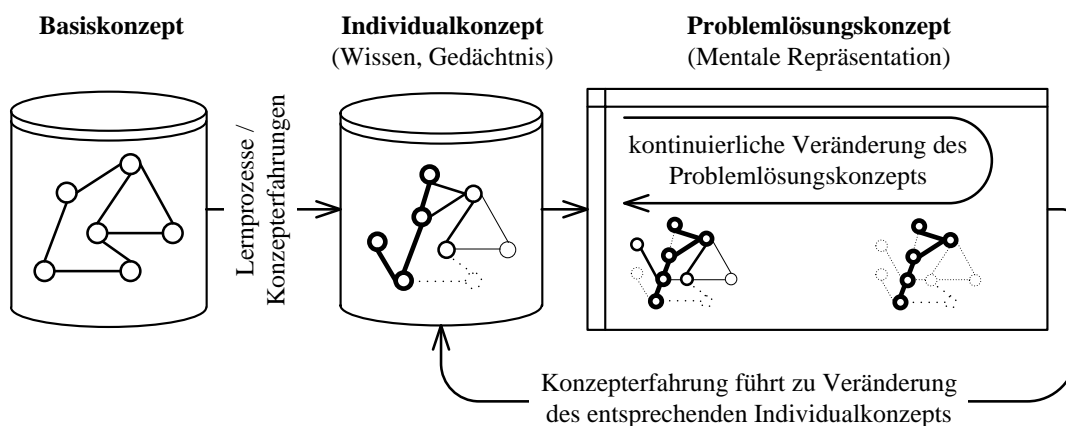 Basiskonzept
Individualkonzept
(Wissen, Gedächtnis)
Problemlösungskonzept
(Mentale Repräsentation)
Lernprozesse /
Konzepterfahrungen
kontinuierliche Veränderung des
Problemlösungskonzepts
Konzepterfahrung führt zu Veränderung
des entsprechenden Individualkonzepts